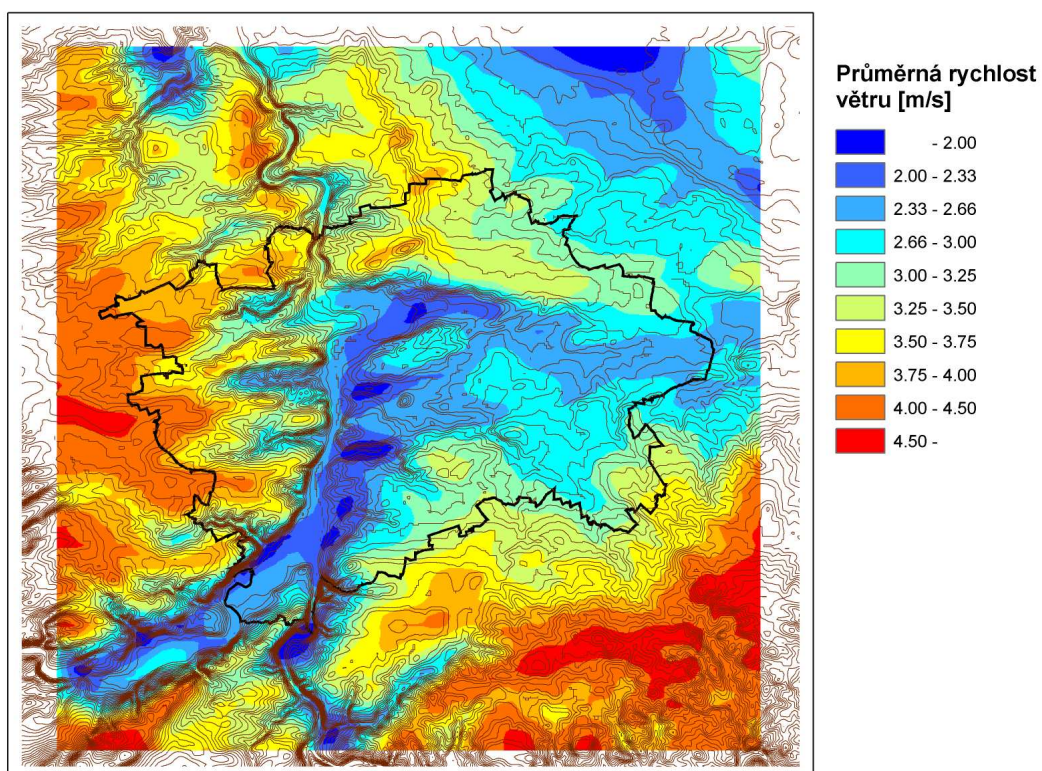 Průměrná rychlost
větru [m/s]
- 2.00
2.00 - 2.33
2.33 - 2.66
2.66 - 3.00
3.00 - 3.25
3.25 - 3.50
3.50 - 3.75
3.75 - 4.00
4.00 - 4.50
4.50 -